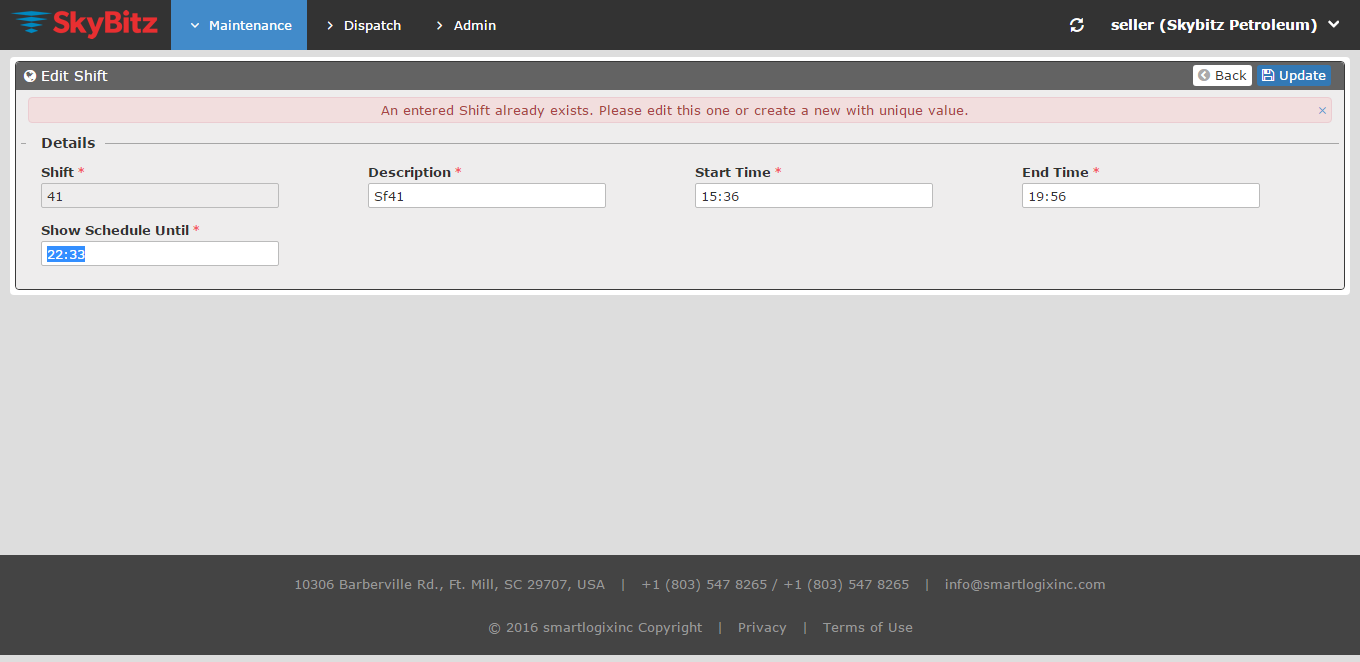 SkyBitz Maintenance Dispatch Admin seller (Skybitz Petroleum)
Edit Shift Back Update
An entered Shift already exists. Please edit this one or create a new with unique value. ×
Details
Shift * Description * Start Time * End Time *
41 Sf41 15:36 19:56
Show Schedule Until *
22:33
10306 Barberville Rd., Ft. Mill, SC 29707, USA | +1 (803) 547 8265 / +1 (803) 547 8265 | info@smartlogixinc.com
© 2016 smartlogixinc Copyright | Privacy | Terms of Use